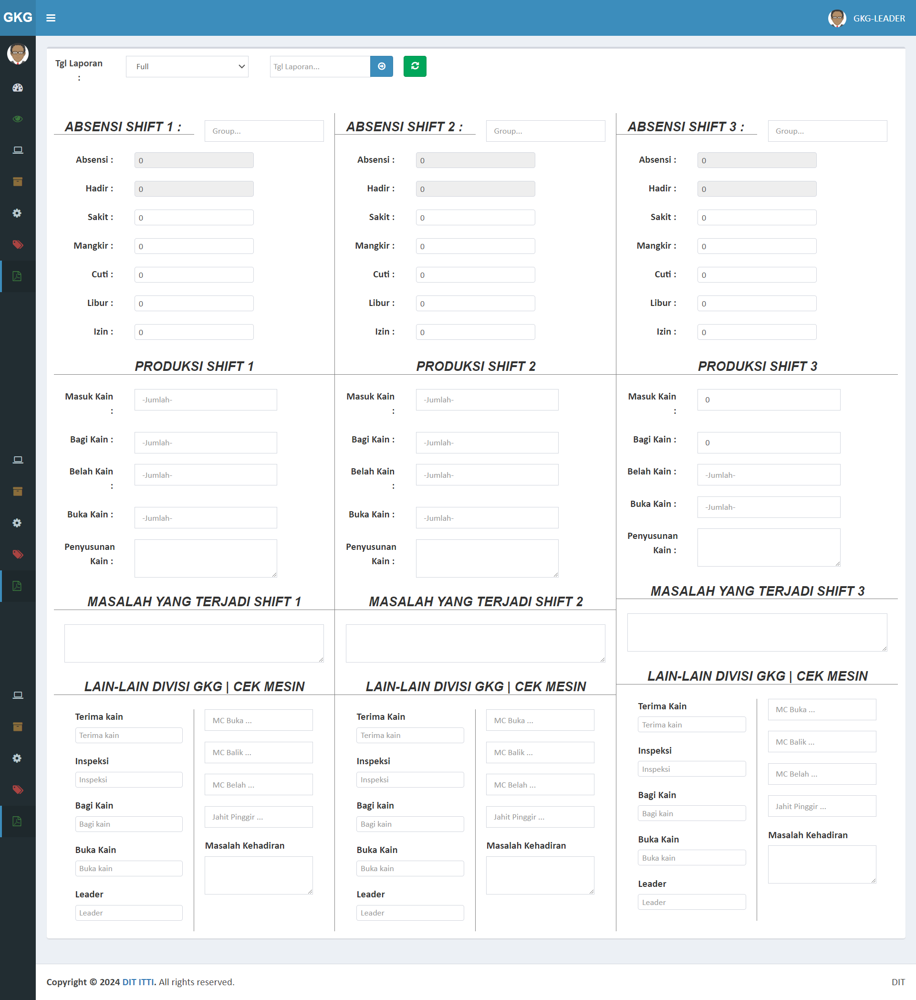 GKG
GKG-LEADER
Tgl Laporan
:
Full
Tgl Laporan...
ABSENSI SHIFT 1 :
Group...
Absensi :
0
Hadir :
0
Sakit :
0
Mangkir :
0
Cuti :
0
Libur :
0
Izin :
0
PRODUKSI SHIFT 1
Masuk Kain
:
-Jumlah-
Bagi Kain :
-Jumlah-
Belah Kain
:
-Jumlah-
Buka Kain :
-Jumlah-
Penyusunan
Kain :
MASALAH YANG TERJADI SHIFT 1
LAIN-LAIN DIVISI GKG | CEK MESIN
Terima kain
Terima kain
Inspeksi
Inspeksi
Bagi Kain
Bagi kain
Buka Kain
Buka kain
Leader
Leader
MC Buka ...
MC Balik ...
MC Belah ...
Jahit Pinggir ...
Masalah Kehadiran
ABSENSI SHIFT 2 :
Group...
Absensi :
0
Hadir :
0
Sakit :
0
Mangkir :
0
Cuti :
0
Libur :
0
Izin :
0
PRODUKSI SHIFT 2
Masuk Kain
:
-Jumlah-
Bagi Kain :
-Jumlah-
Belah Kain
:
-Jumlah-
Buka Kain :
-Jumlah-
Penyusunan
Kain :
MASALAH YANG TERJADI SHIFT 2
LAIN-LAIN DIVISI GKG | CEK MESIN
Terima Kain
Terima kain
Inspeksi
Inspeksi
Bagi kain
Bagi kain
Buka Kain
Buka kain
Leader
Leader
MC Buka ...
MC Balik ...
MC Belah ...
Jahit Pinggir ...
Masalah Kehadiran
ABSENSI SHIFT 3 :
Group...
Absensi :
0
Hadir :
0
Sakit :
0
Mangkir :
0
Cuti :
0
Libur :
0
Izin :
0
PRODUKSI SHIFT 3
Masuk Kain
:
0
Bagi Kain :
0
Belah Kain :
-Jumlah-
Buka Kain :
-Jumlah-
Penyusunan
Kain :
MASALAH YANG TERJADI SHIFT 3
LAIN-LAIN DIVISI GKG | CEK MESIN
Terima Kain
Terima kain
Inspeksi
Inspeksi
Bagi Kain
Bagi kain
Buka Kain
Buka kain
Leader
Leader
MC Buka ...
MC Balik ...
MC Belah ...
Jahit Pinggir ...
Masalah Kehadiran
Copyright © 2024 DIT ITTI. All rights reserved.
DIT